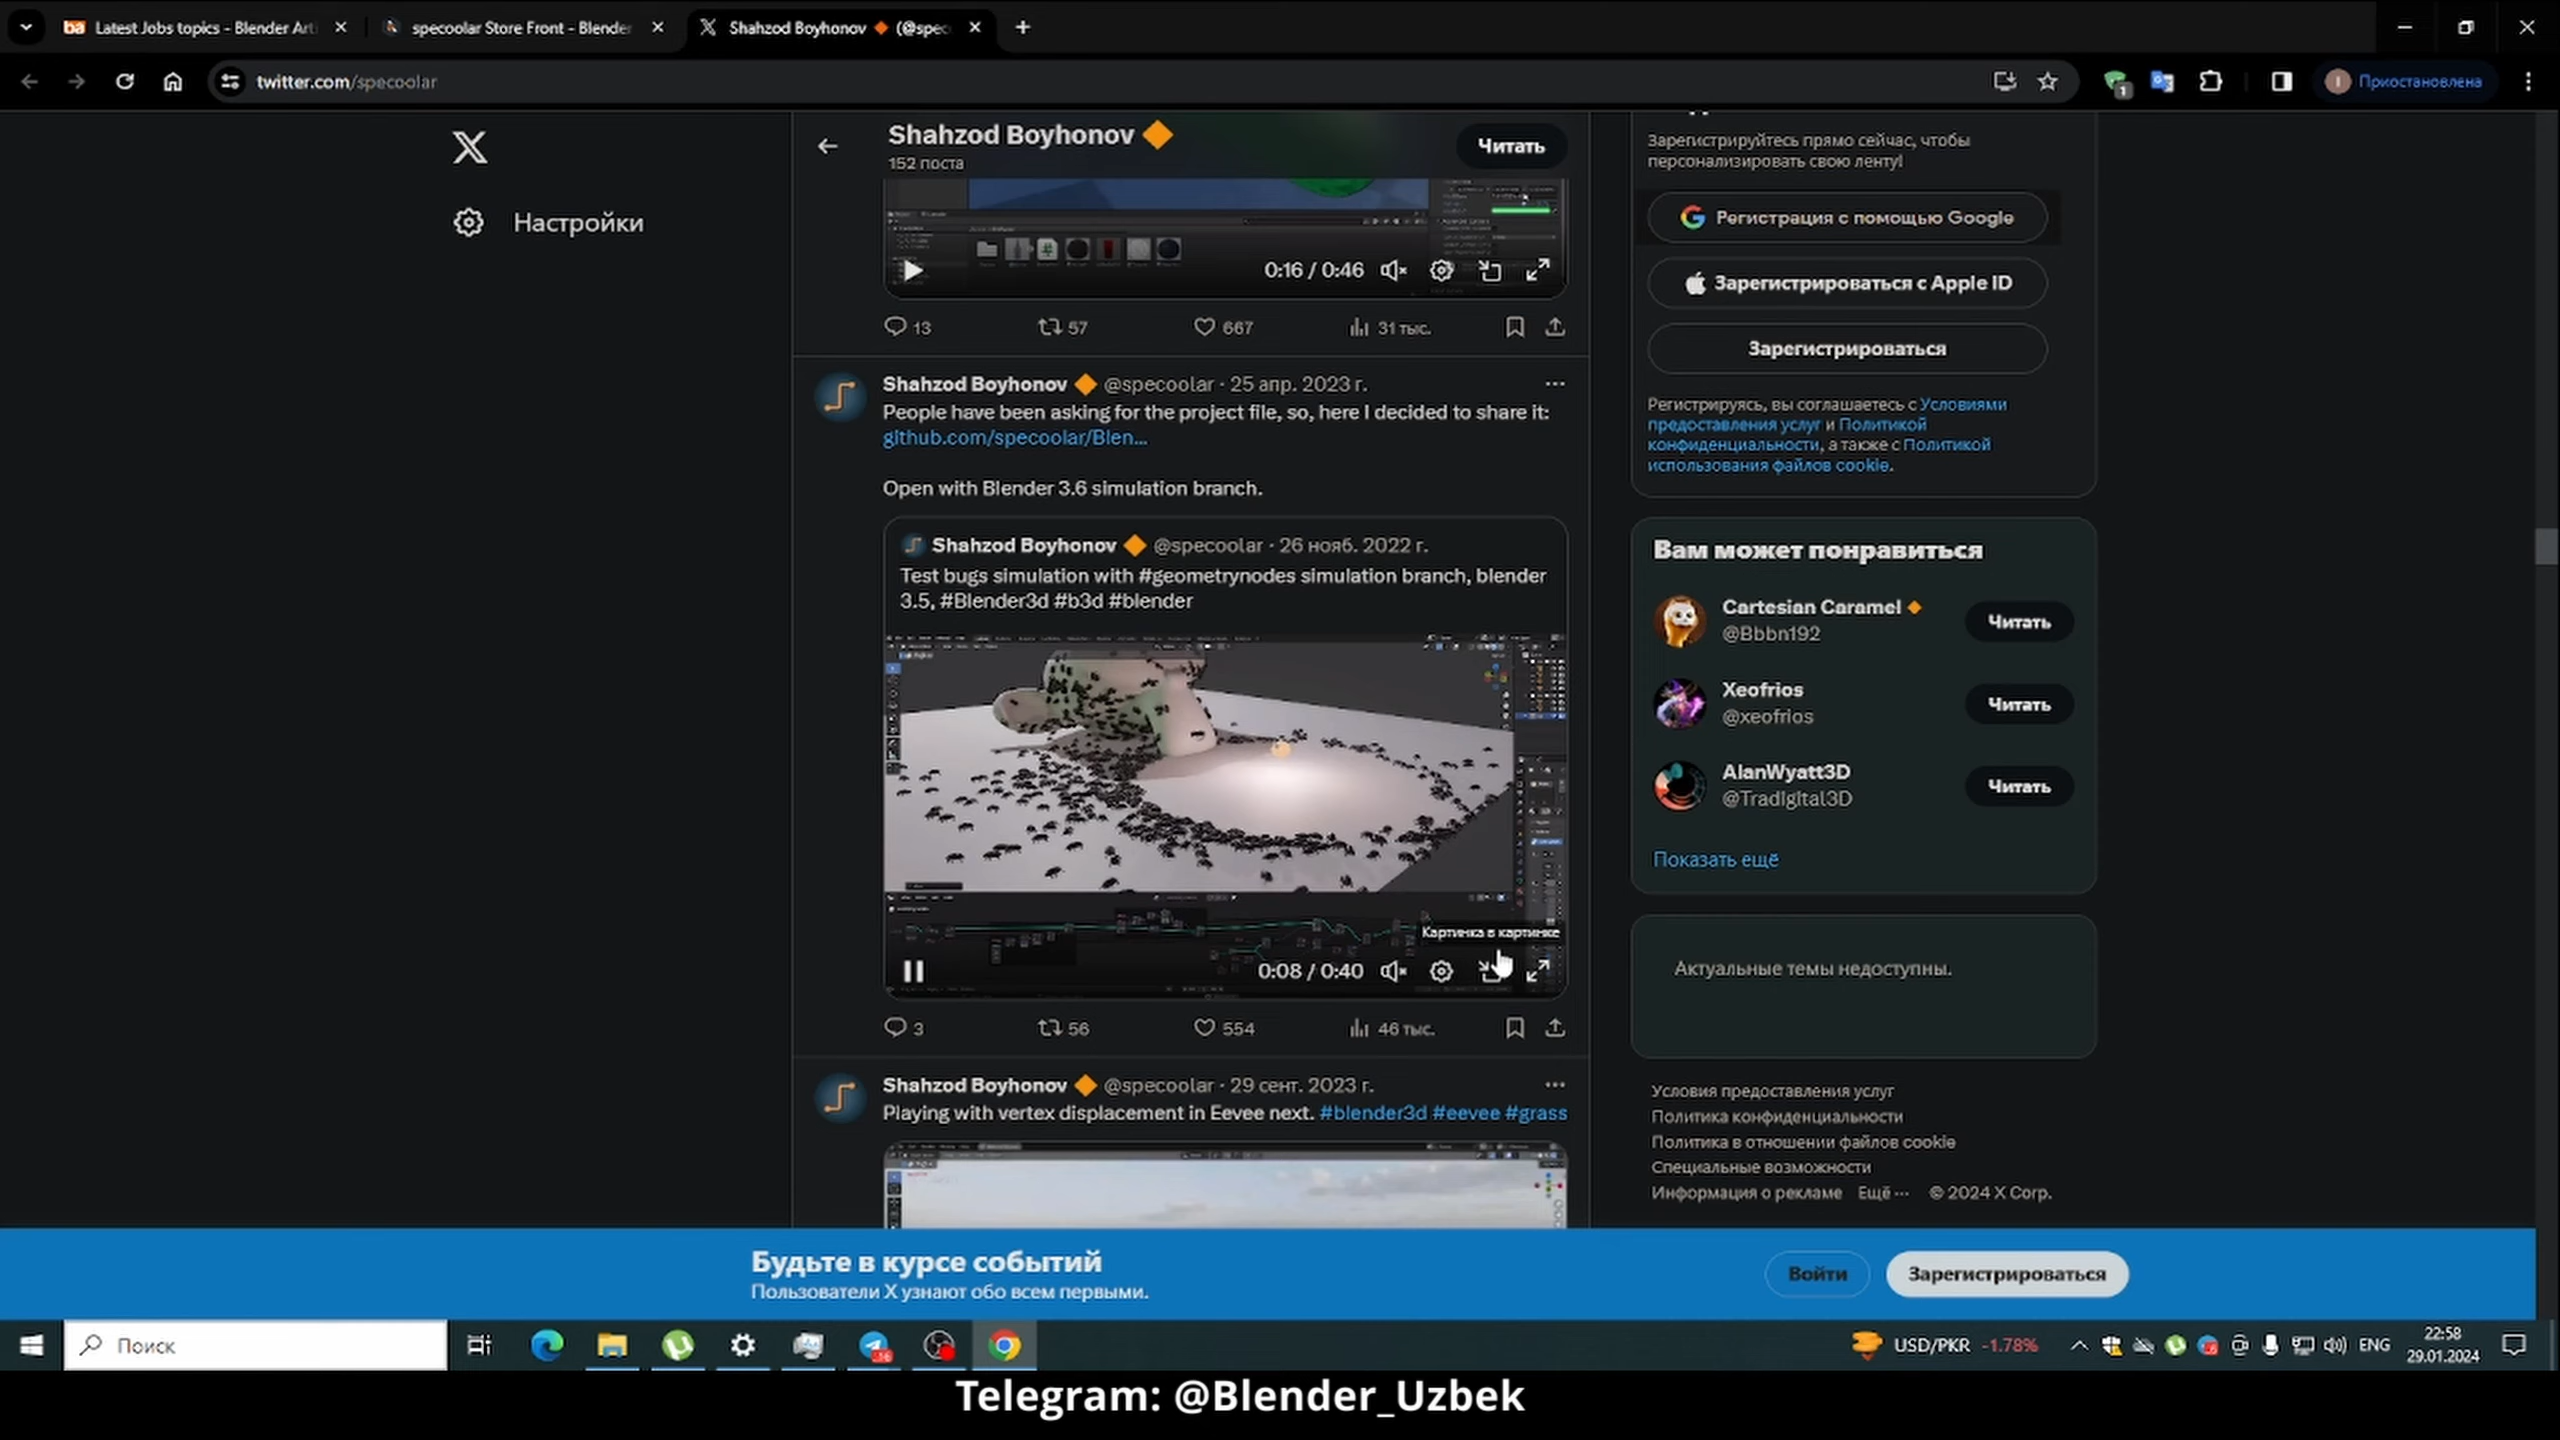 Latest Jobs topics - Blender Art
specoolar Store Front - Blender
Shahzod Boyhonov 🔶 (@spec
twitter.com/specoolar
1
Приостановлена
Настройки
Shahzod Boyhonov 🔶
152 поста
Читать
0:16 / 0:46
13
57
667
31 тыс.
Shahzod Boyhonov 🔶 @specoolar · 25 апр. 2023 г.
People have been asking for the project file, so, here I decided to share it:
github.com/specoolar/Blen...
Open with Blender 3.6 simulation branch.
Shahzod Boyhonov 🔶 @specoolar · 26 нояб. 2022 г.
Test bugs simulation with #geometrynodes simulation branch, blender
3.5, #Blender3d #b3d #blender
Картинка в картинке
0:08 / 0:40
3
56
554
46 тыс.
Shahzod Boyhonov 🔶 @specoolar · 29 сент. 2023 г.
Playing with vertex displacement in Eevee next. #blender3d #eevee #grass
Зарегистрируйтесь прямо сейчас, чтобы
персонализировать свою ленту!
Регистрация с помощью Google
Зарегистрироваться с Apple ID
Зарегистрироваться
Регистрируясь, вы соглашаетесь с Условиями
предоставления услуг и Политикой
конфиденциальности, а также с Политикой
использования файлов cookie.
Вам может понравиться
Cartesian Caramel 🔸
@Bbbn192
Читать
Xeofrios
@xeofrios
Читать
AlanWyatt3D
@Tradigital3D
Читать
Показать ещё
Актуальные темы недоступны.
Условия предоставления услуг
Политика конфиденциальности
Политика в отношении файлов cookie
Специальные возможности
Информация о рекламе Ещё ··· © 2024 X Corp.
Будьте в курсе событий
Пользователи X узнают обо всем первыми.
Войти
Зарегистрироваться
Поиск
USD/PKR -1.78%
ENG
22:58
29.01.2024
Telegram: @Blender_Uzbek